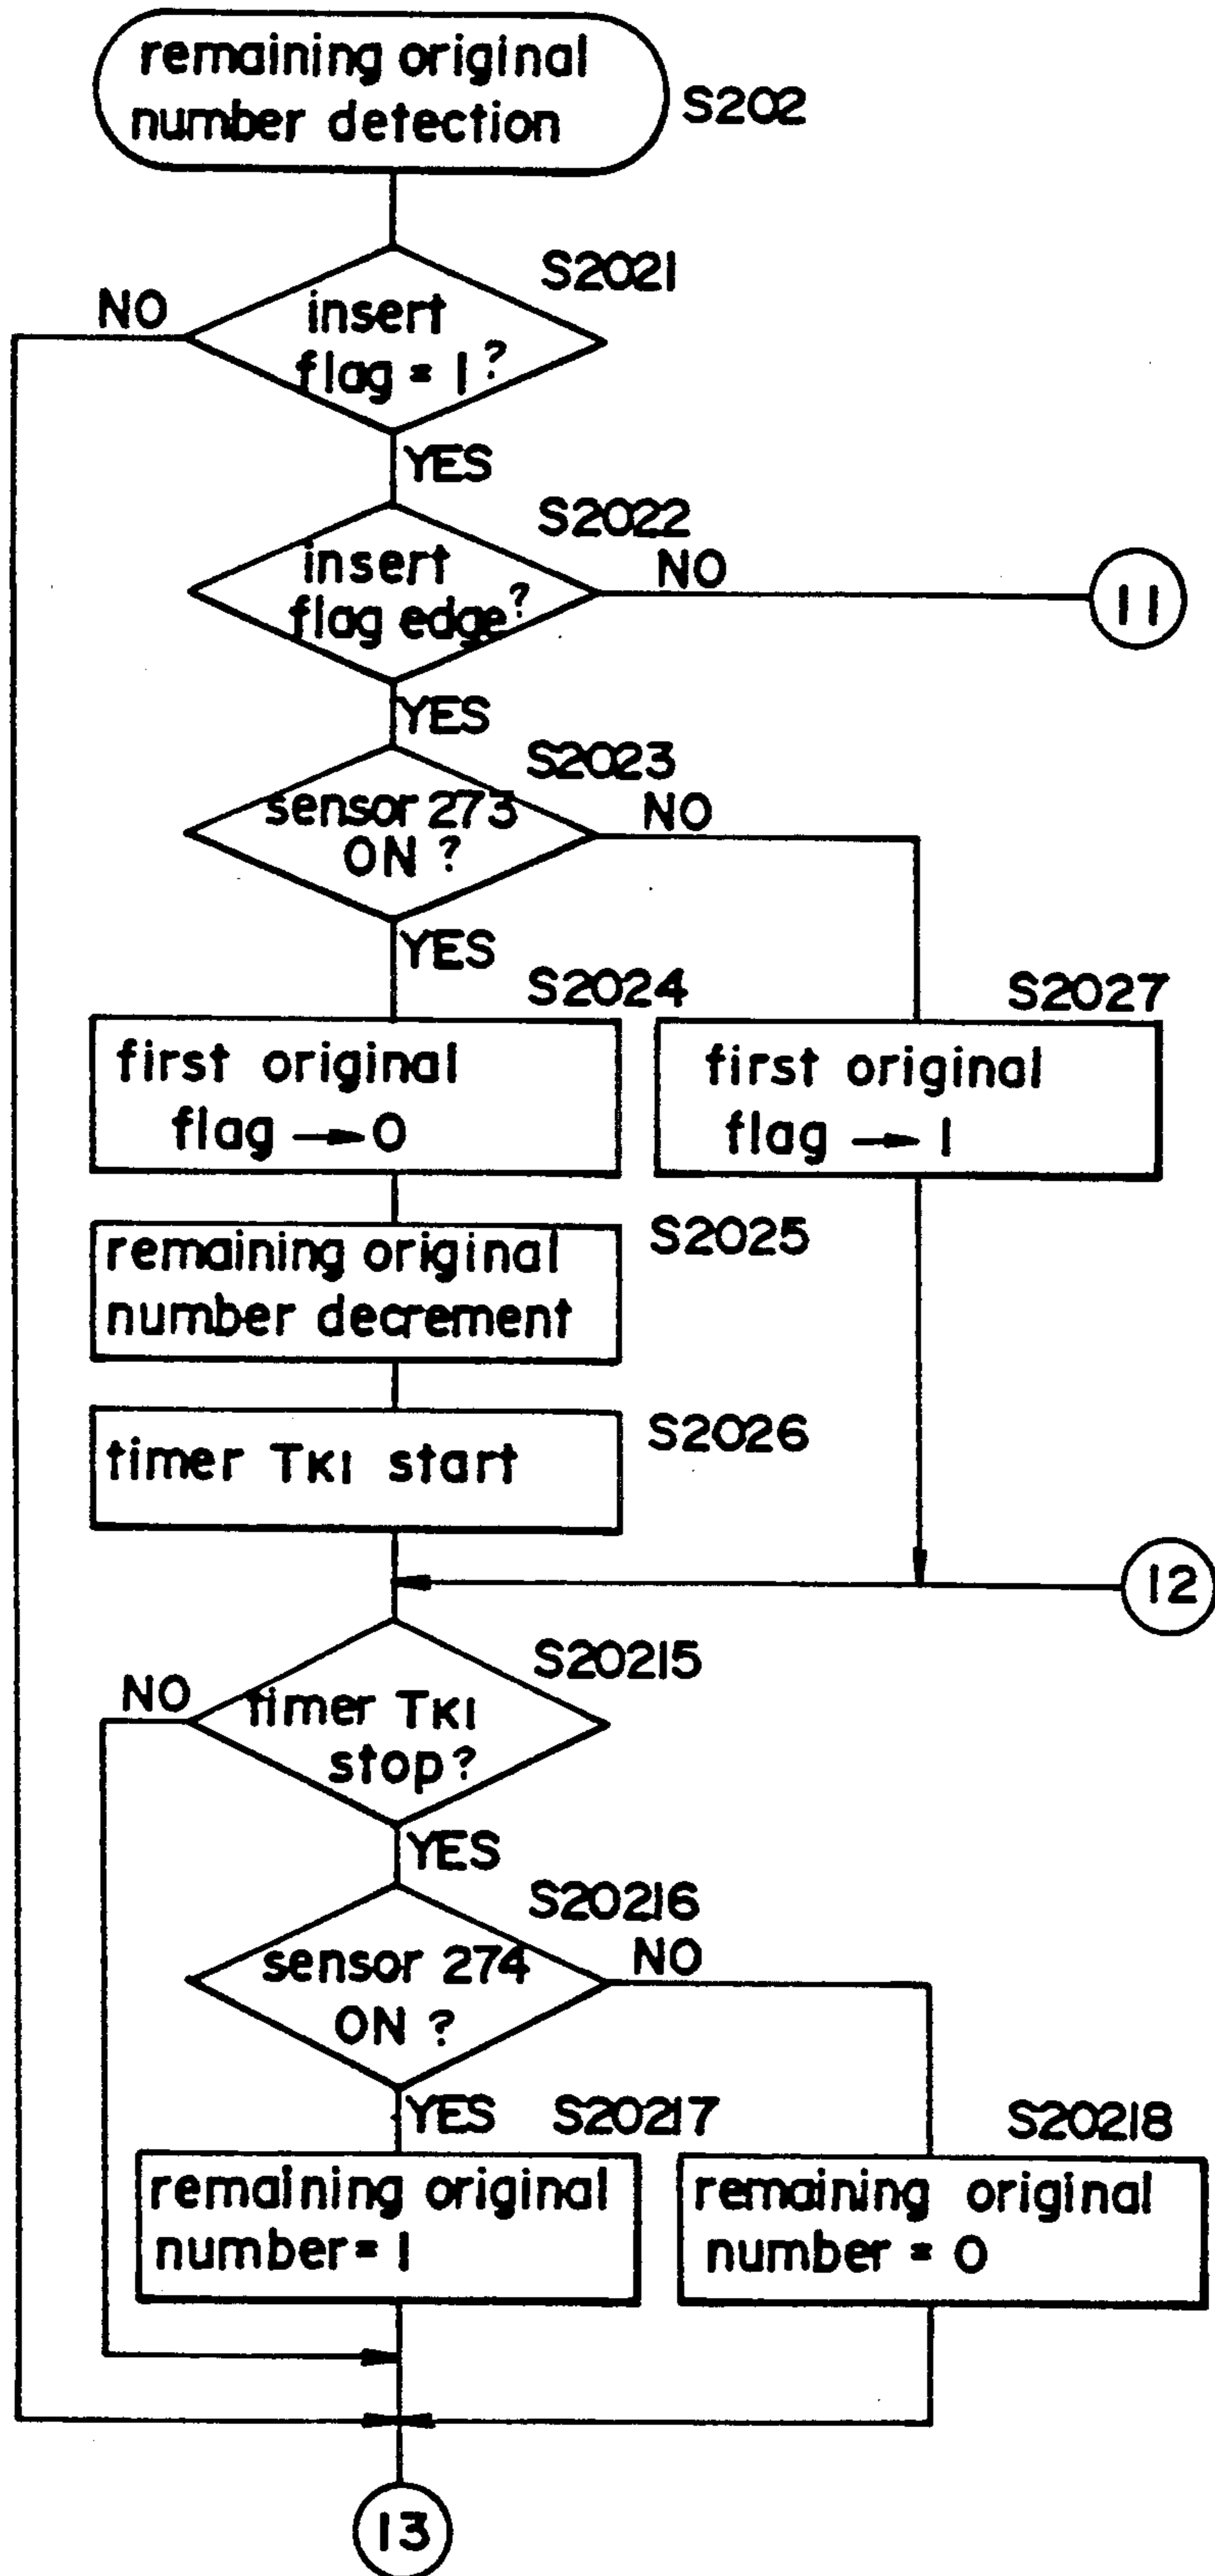 remaining original
number detection
S202
S2021
NO
insert
flag = 1 ?
YES
S2022
insert
flag edge ?
NO
11
YES
S2023
sensor 273
ON ?
NO
YES
S2024
first original
flag → 0
S2027
first original
flag → 1
S2025
remaining original
number decrement
S2026
timer TK1 start
12
S20215
NO
timer TK1
stop ?
YES
S20216
sensor 274
ON ?
NO
YES
S20217
remaining original
number = 1
S20218
remaining original
number = 0
13